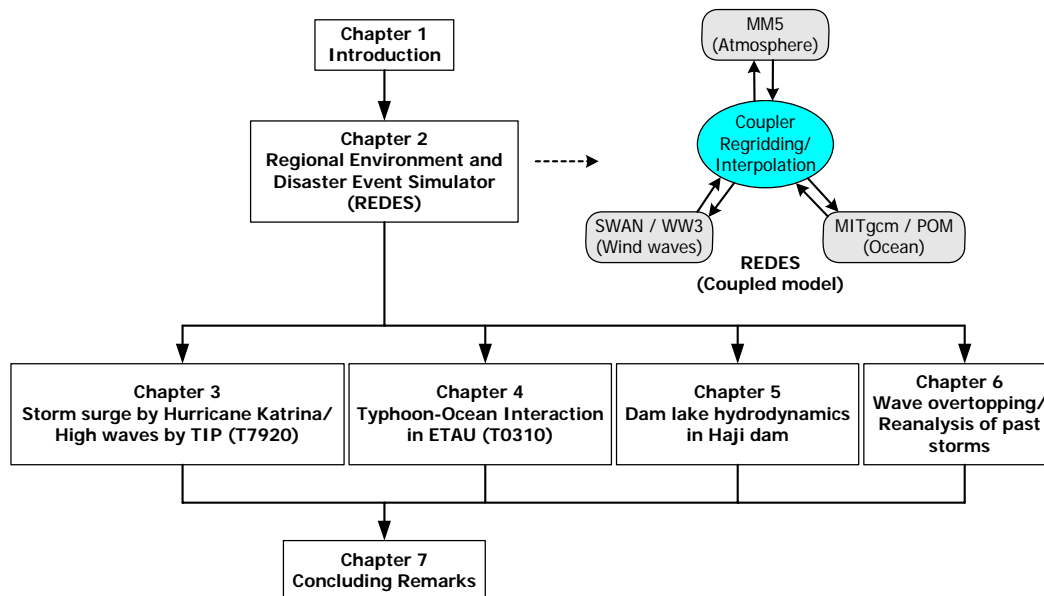 Chapter 1
Introduction
MM5
(Atmosphere)
Chapter 2
Regional Environment and
Disaster Event Simulator
(REDES)
Coupler
Regridding/
Interpolation
SWAN / WW3
(Wind waves)
MITgcm / POM
(Ocean)
REDES
(Coupled model)
Chapter 3
Storm surge by Hurricane Katrina/
High waves by TIP (T7920)
Chapter 4
Typhoon-Ocean Interaction
in ETAU (T0310)
Chapter 5
Dam lake hydrodynamics
in Haji dam
Chapter 6
Wave overtopping/
Reanalysis of past
storms
Chapter 7
Concluding Remarks